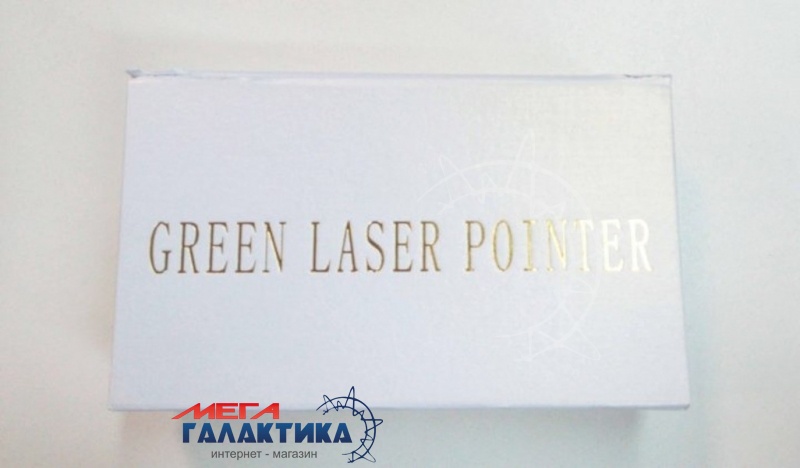 GREEN LASER POINTER
МЕГА
ГАЛАКТИКА
интернет - магазин